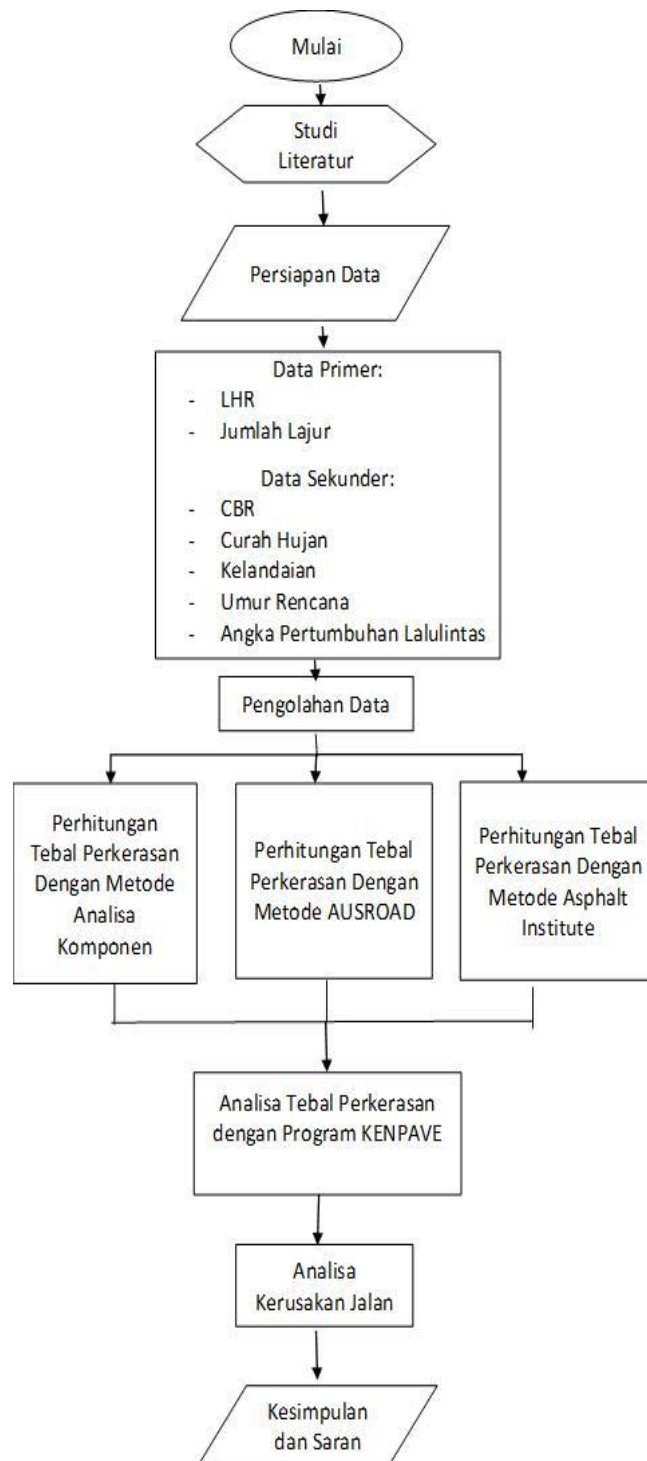 Mulai
Studi
Literatur
Persiapan Data
Data Primer:
- LHR
- Jumlah Lajur
Data Sekunder:
- CBR
- Curah Hujan
- Kelandaian
- Umur Rencana
- Angka Pertumbuhan Lalulintas
Pengolahan Data
Perhitungan
Tebal Perkerasan
Dengan Metode
Analisa
Komponen
Perhitungan Tebal
Perkerasan Dengan
Metode AUSROAD
Perhitungan Tebal
Perkerasan Dengan
Metode Asphalt
Institute
Analisa Tebal Perkerasan
dengan Program KENPAVE
Analisa
Kerusakan Jalan
Kesimpulan
dan Saran